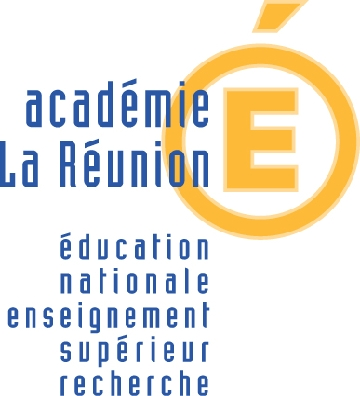 académie
La Réunion
É
éducation
nationale
enseignement
supérieur
recherche